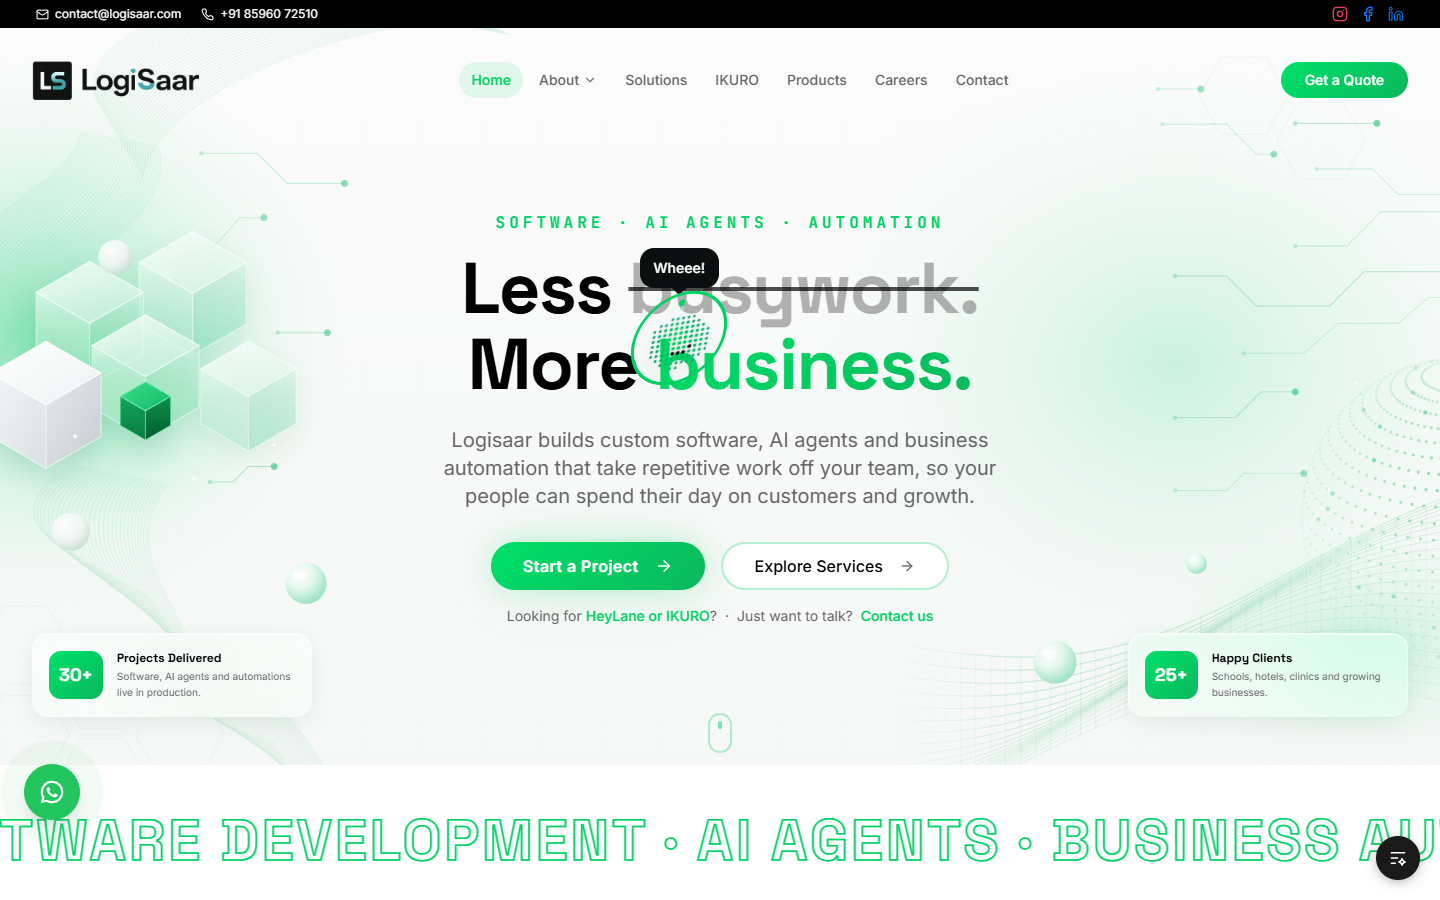 contact@logisaar.com
+91 85960 72510
LS LogiSaar
Home
About
Solutions
IKURO
Products
Careers
Contact
Get a Quote
SOFTWARE · AI AGENTS · AUTOMATION
Wheee!
Less busywork.
More business.
Logisaar builds custom software, AI agents and business
automation that take repetitive work off your team, so your
people can spend their day on customers and growth.
Start a Project
Explore Services
Looking for HeyLane or IKURO? · Just want to talk? Contact us
30+
Projects Delivered
Software, AI agents and automations
live in production.
25+
Happy Clients
Schools, hotels, clinics and growing
businesses.
TWARE DEVELOPMENT · AI AGENTS · BUSINESS AUT